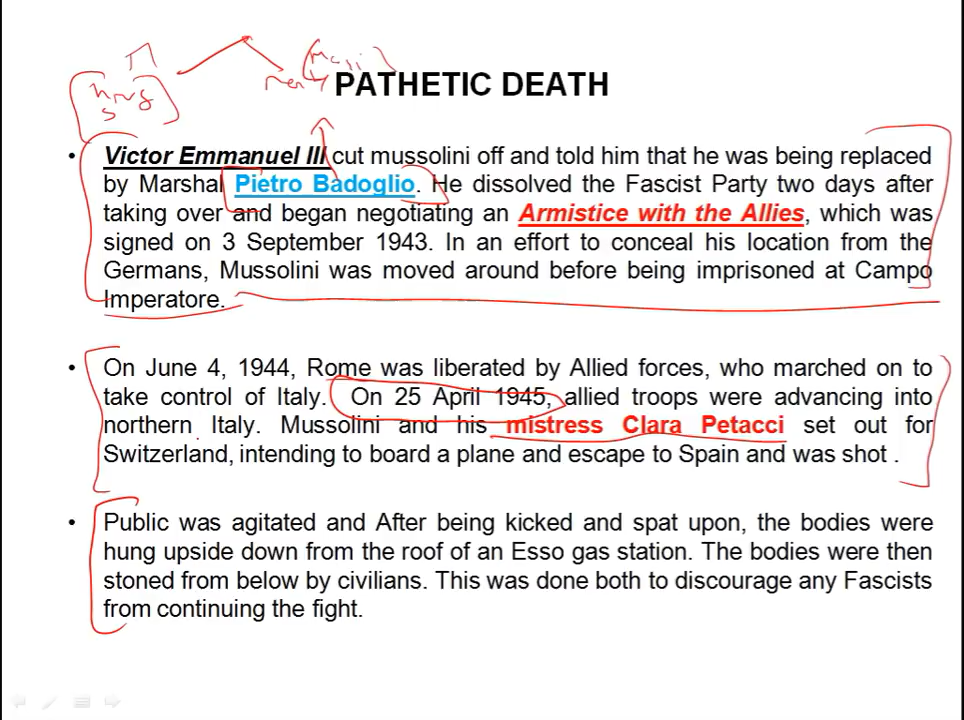 PATHETIC DEATH
• Victor Emmanuel III cut mussolini off and told him that he was being replaced
by Marshal Pietro Badoglio. He dissolved the Fascist Party two days after
taking over and began negotiating an Armistice with the Allies, which was
signed on 3 September 1943. In an effort to conceal his location from the
Germans, Mussolini was moved around before being imprisoned at Campo
Imperatore.
• On June 4, 1944, Rome was liberated by Allied forces, who marched on to
take control of Italy. On 25 April 1945, allied troops were advancing into
northern Italy. Mussolini and his mistress Clara Petacci set out for
Switzerland, intending to board a plane and escape to Spain and was shot .
• Public was agitated and After being kicked and spat upon, the bodies were
hung upside down from the roof of an Esso gas station. The bodies were then
stoned from below by civilians. This was done both to discourage any Fascists
from continuing the fight.